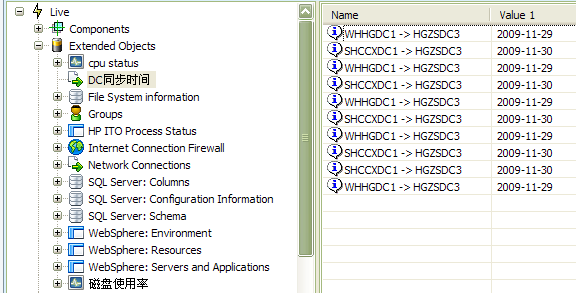 Live
Components
Extended Objects
cpu status
DC同步时间
File System information
Groups
HP ITO Process Status
Internet Connection Firewall
Network Connections
SQL Server: Columns
SQL Server: Configuration Information
SQL Server: Schema
WebSphere: Environment
WebSphere: Resources
WebSphere: Servers and Applications
磁盘使用率
Name Value 1
WHHGDC1 -> HGZSDC3 2009-11-29
SHCCXDC1 -> HGZSDC3 2009-11-30
WHHGDC1 -> HGZSDC3 2009-11-29
SHCCXDC1 -> HGZSDC3 2009-11-30
WHHGDC1 -> HGZSDC3 2009-11-29
SHCCXDC1 -> HGZSDC3 2009-11-30
WHHGDC1 -> HGZSDC3 2009-11-29
SHCCXDC1 -> HGZSDC3 2009-11-30
SHCCXDC1 -> HGZSDC3 2009-11-30
WHHGDC1 -> HGZSDC3 2009-11-29